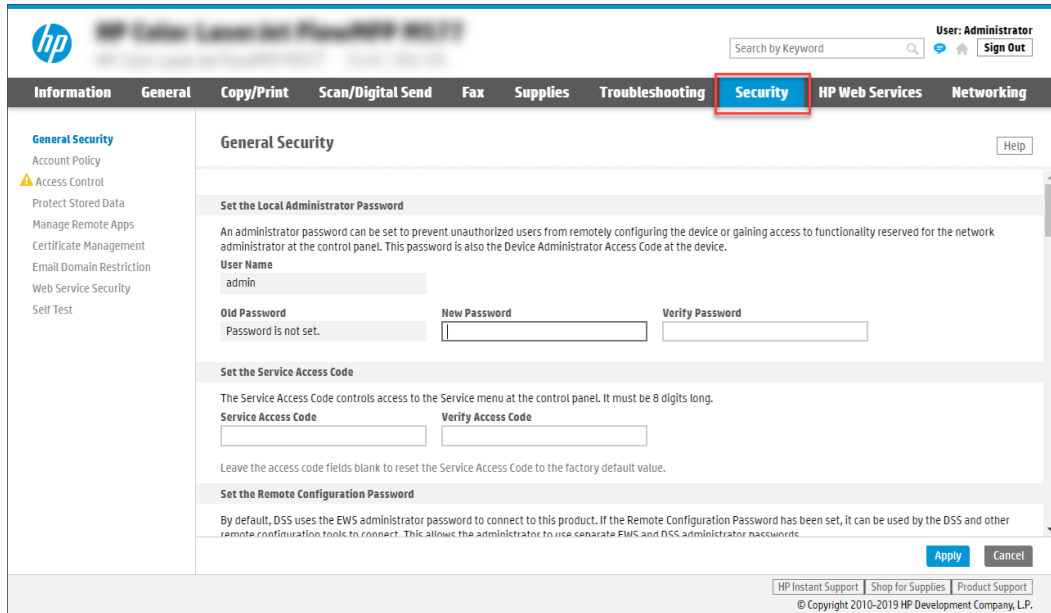 hp
User: Administrator
Search by Keyword
Sign Out
Information General Copy/Print Scan/Digital Send Fax Supplies Troubleshooting Security HP Web Services Networking
General Security
Account Policy
Access Control
Protect Stored Data
Manage Remote Apps
Certificate Management
Email Domain Restriction
Web Service Security
Self Test
General Security
Help
Set the Local Administrator Password
An administrator password can be set to prevent unauthorized users from remotely configuring the device or gaining access to functionality reserved for the network
administrator at the control panel. This password is also the Device Administrator Access Code at the device.
User Name
admin
Old Password New Password Verify Password
Password is not set.
Set the Service Access Code
The Service Access Code controls access to the Service menu at the control panel. It must be 8 digits long.
Service Access Code Verify Access Code
Leave the access code fields blank to reset the Service Access Code to the factory default value.
Set the Remote Configuration Password
By default, DSS uses the EWS administrator password to connect to this product. If the Remote Configuration Password has been set, it can be used by the DSS and other
remote configuration tools to connect. This allows the administrator to use separate EWS and DSS administrator passwords.
Apply Cancel
HP Instant Support Shop for Supplies Product Support
© Copyright 2010-2019 HP Development Company, L.P.